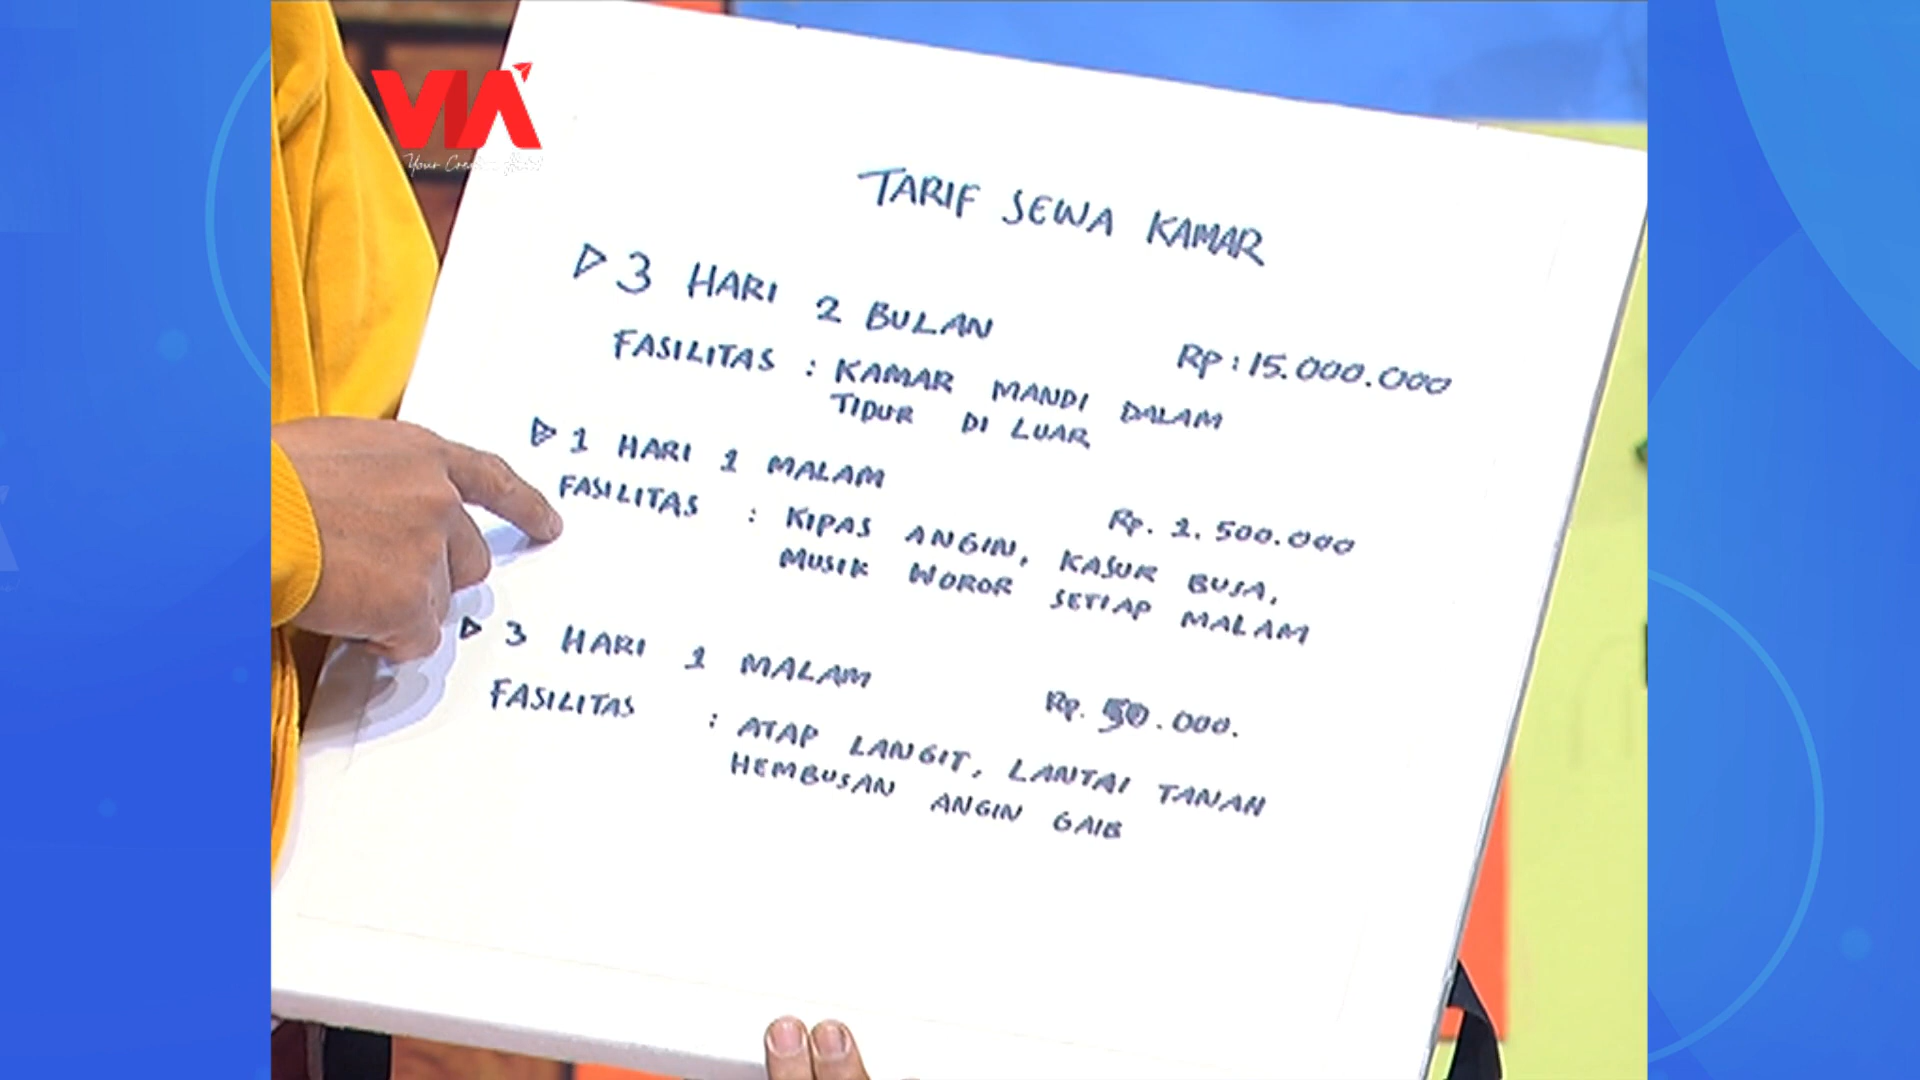 VIA
TARIF SEWA KAMAR
3 HARI 2 BULAN
Rp: 15.000.000
FASILITAS : KAMAR MANDI DALAM
TIDUR DI LUAR
1 HARI 1 MALAM
Rp. 1.500.000
FASILITAS : KIPAS ANGIN, KASUR BUSA,
MUSIK HOROR SETIAP MALAM
3 HARI 1 MALAM
Rp. 50.000.
FASILITAS : ATAP LANGIT, LANTAI TANAH
HEMBUSAN ANGIN GAIB